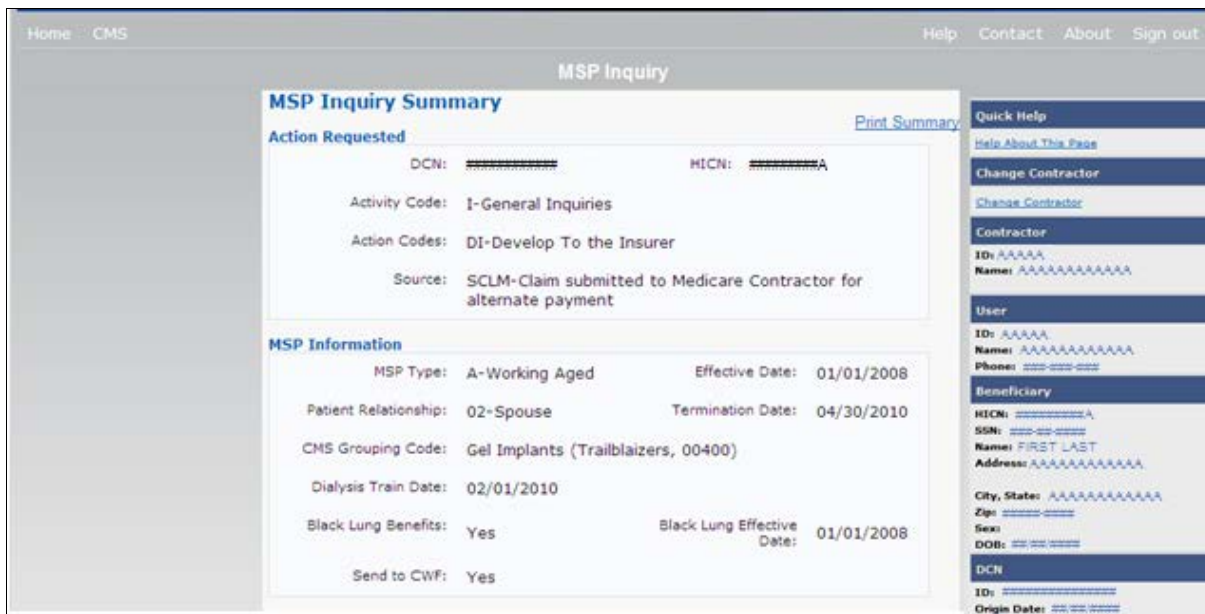 Home CMS Help Contact About Sign out
MSP Inquiry
MSP Inquiry Summary
Print Summary
Action Requested
DCN: ############ HICN: #########A
Activity Code: I-General Inquiries
Action Codes: DI-Develop To the Insurer
Source: SCLM-Claim submitted to Medicare Contractor for
alternate payment
MSP Information
MSP Type: A-Working Aged Effective Date: 01/01/2008
Patient Relationship: 02-Spouse Termination Date: 04/30/2010
CMS Grouping Code: Gel Implants (Trailblaizers, 00400)
Dialysis Train Date: 02/01/2010
Black Lung Benefits: Yes Black Lung Effective
Date: 01/01/2008
Send to CWF: Yes
Quick Help
Help About This Page
Change Contractor
Change Contractor
Contractor
ID: AAAAA
Name: AAAAAAAAAAAA
User
ID: AAAAA
Name: AAAAAAAAAAAA
Phone: ###-###-###
Beneficiary
HICN: #########A
SSN: ###-##-####
Name: FIRST LAST
Address: AAAAAAAAAAAA
City, State: AAAAAAAAAAAA
Zip: #####-####
Sex:
DOB: ##/##/####
DCN
ID: ###############
Origin Date: ##/##/####